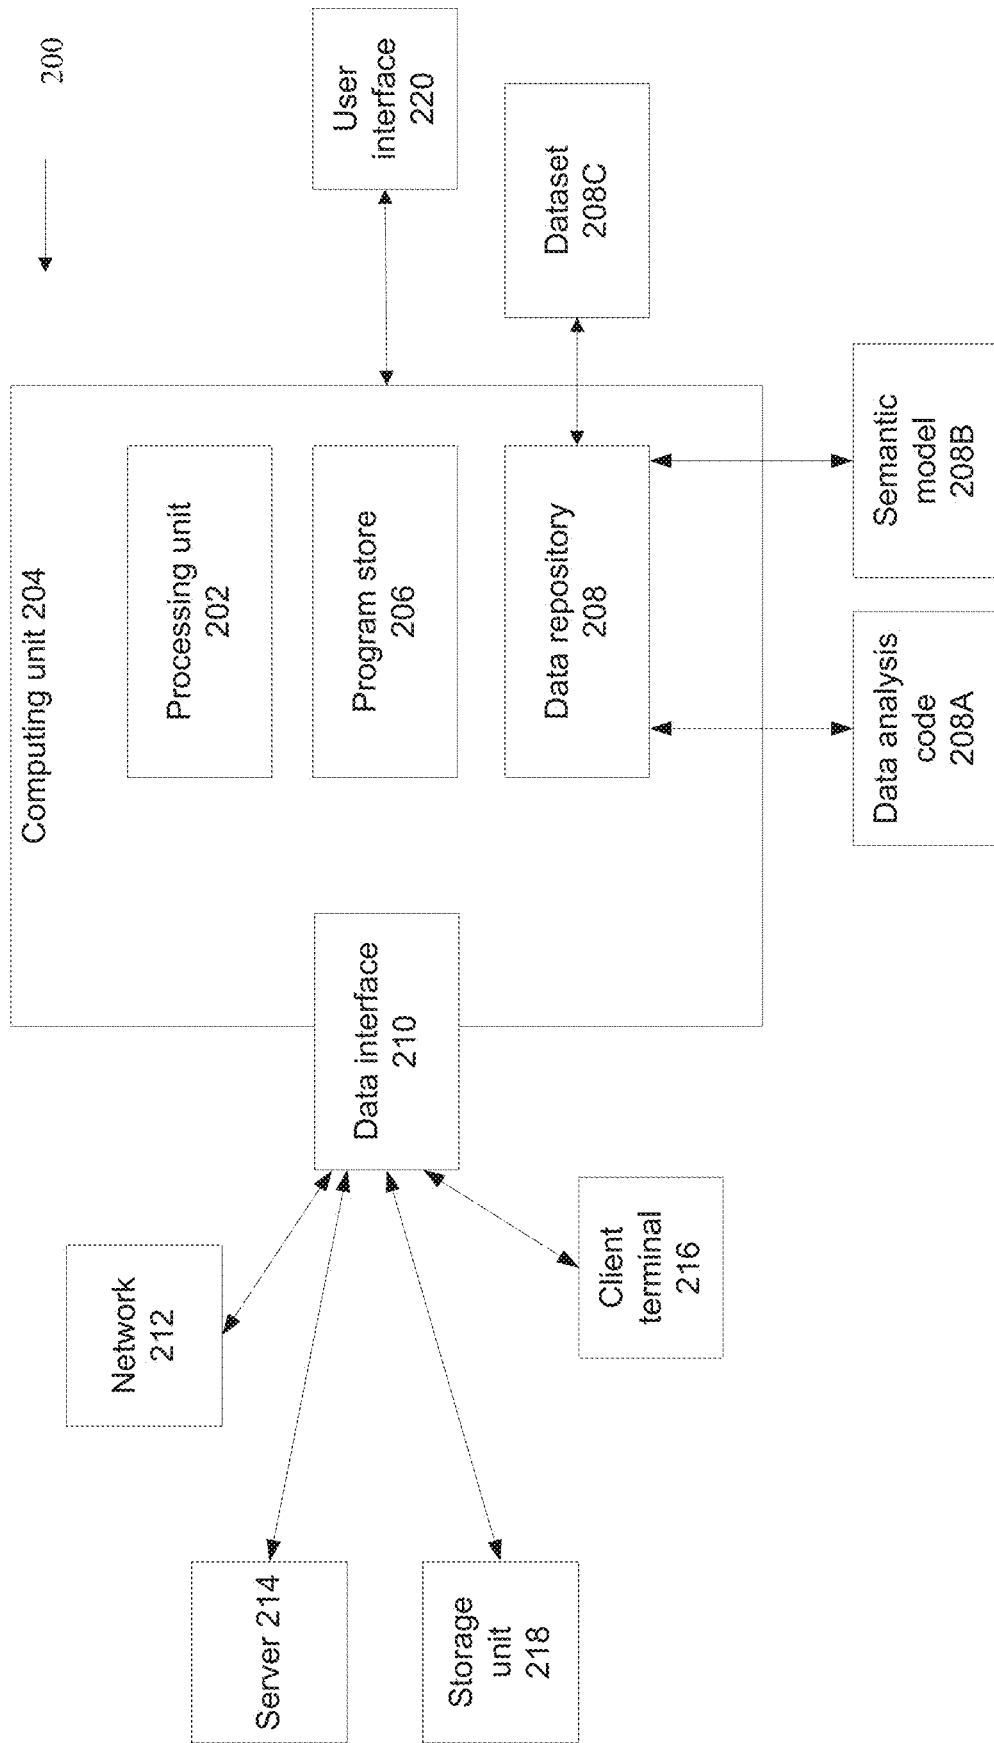 200
Computing unit 204
Network
212
Server 214
Processing unit
202
User
interface
220
Data interface
210
Program store
206
Storage
unit
218
Client
terminal
216
Data repository
208
Dataset
208C
Data analysis
code
208A
Semantic
model
208B